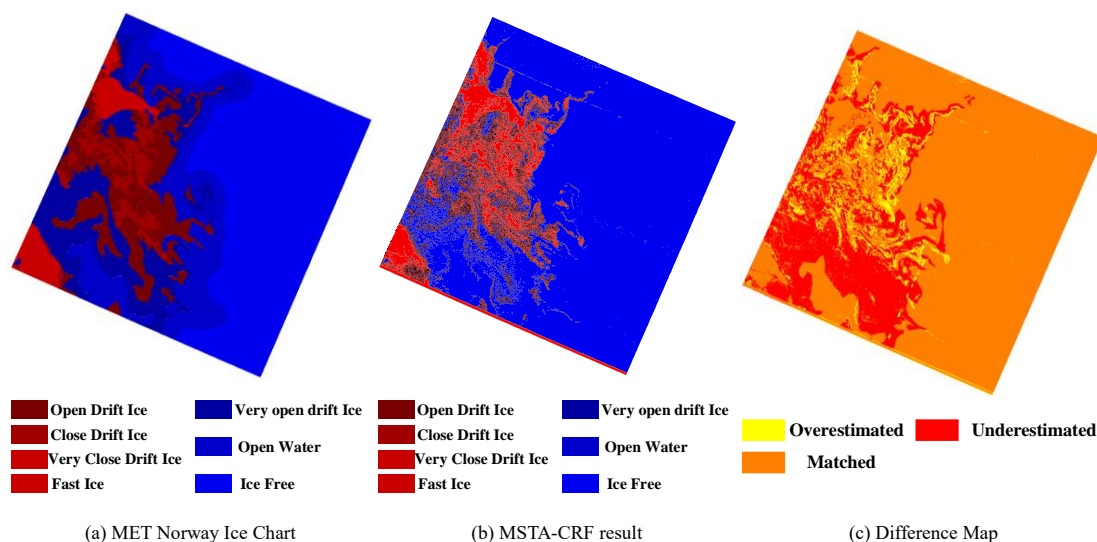 Open Drift Ice
Very open drift Ice
Close Drift Ice
Open Water
Very Close Drift Ice
Fast Ice
Ice Free
Open Drift Ice
Very open drift Ice
Close Drift Ice
Open Water
Very Close Drift Ice
Fast Ice
Ice Free
Overestimated
Underestimated
Matched
(a) MET Norway Ice Chart
(b) MSTA-CRF result
(c) Difference Map